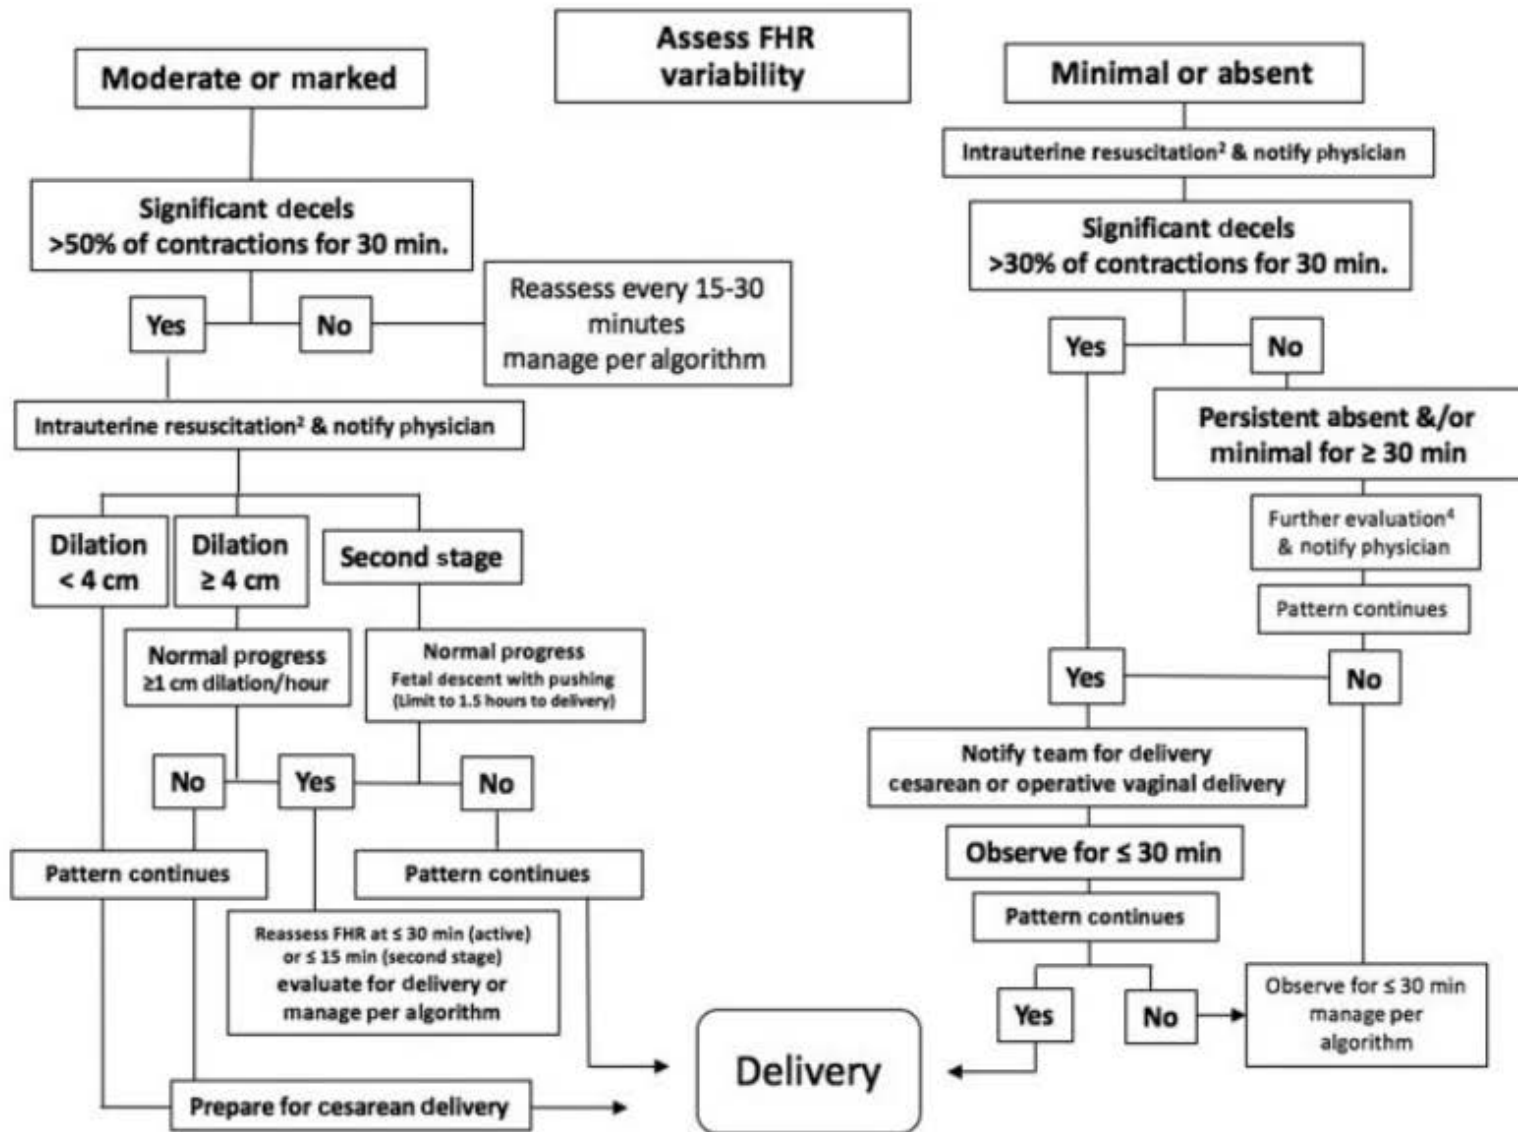 Assess FHR
variability
Moderate or marked
Significant decels
>50% of contractions for 30 min.
Yes
No
Reassess every 15-30
minutes
manage per algorithm
Intrauterine resuscitation² & notify physician
Dilation
< 4 cm
Dilation
≥ 4 cm
Second stage
Normal progress
≥1 cm dilation/hour
Normal progress
Fetal descent with pushing
(Limit to 1.5 hours to delivery)
No
Yes
No
Pattern continues
Pattern continues
Reassess FHR at ≤ 30 min (active)
or ≤ 15 min (second stage)
evaluate for delivery or
manage per algorithm
Prepare for cesarean delivery
Delivery
Minimal or absent
Intrauterine resuscitation² & notify physician
Significant decels
>30% of contractions for 30 min.
Yes
No
Persistent absent &/or
minimal for ≥ 30 min
Further evaluation⁴
& notify physician
Pattern continues
Yes
No
Notify team for delivery
cesarean or operative vaginal delivery
Observe for ≤ 30 min
Pattern continues
Yes
No
Observe for ≤ 30 min
manage per
algorithm